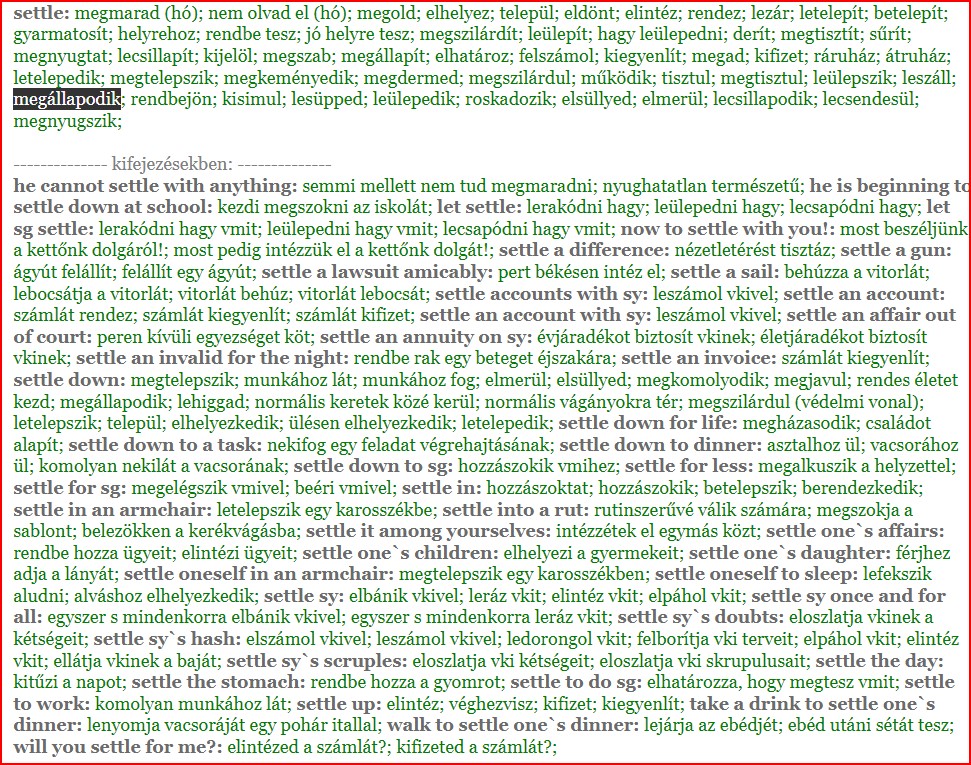 settle: megmarad (hó); nem olvad el (hó); megold; elhelyez; települ; eldönt; elintéz; rendez; lezár; letelepít; betelepít;
gyarmatosít; helyrehoz; rendbe tesz; jó helyre tesz; megszilárdít; leülepít; hagy leülepedni; derít; megtisztít; sűrít;
megnyugtat; lecsillapít; kijelöl; megszab; megállapít; elhatároz; felszámol; kiegyenlít; megad; kifizet; ráruház; átruház;
letelepedik; megtelepszik; megkeményedik; megdermed; megszilárdul; működik; tisztul; megtisztul; leülepszik; leszáll;
megállapodik; rendbejön; kisimul; lesüpped; leülepedik; roskadozik; elsüllyed; elmerül; lecsillapodik; lecsendesül;
megnyugszik;
-------------- kifejezésekben: --------------
he cannot settle with anything: semmi mellett nem tud megmaradni; nyughatatlan természetű; he is beginning to
settle down at school: kezdi megszokni az iskolát; let settle: lerakódni hagy; leülepedni hagy; lecsapódni hagy; let
sg settle: lerakódni hagy vmit; leülepedni hagy vmit; lecsapódni hagy vmit; now to settle with you!: most beszéljünk
a kettőnk dolgáról!; most pedig intézzük el a kettőnk dolgát!; settle a difference: nézetletérést tisztáz; settle a gun:
ágyút felállít; felállít egy ágyút; settle a lawsuit amicably: pert békésen intéz el; settle a sail: behúzza a vitorlát;
lebocsátja a vitorlát; vitorlát behúz; vitorlát lebocsát; settle accounts with sy: leszámol vkivel; settle an account:
számlát rendez; számlát kiegyenlít; számlát kifizet; settle an account with sy: leszámol vkivel; settle an affair out
of court: peren kívüli egyezséget köt; settle an annuity on sy: évjáradékot biztosít vkinek; életjáradékot biztosít
vkinek; settle an invalid for the night: rendbe rak egy beteget éjszakára; settle an invoice: számlát kiegyenlít;
settle down: megtelepszik; munkához lát; munkához fog; elmerül; elsüllyed; megkomolyodik; megjavul; rendes életet
kezd; megállapodik; lehiggad; normális keretek közé kerül; normális vágányokra tér; megszilárdul (védelmi vonal);
letelepszik; települ; elhelyezkedik; ülésen elhelyezkedik; letelepedik; settle down for life: megházasodik; családot
alapít; settle down to a task: nekifog egy feladat végrehajtásának; settle down to dinner: asztalhoz ül; vacsorához
ül; komolyan nekilát a vacsorának; settle down to sg: hozzászokik vmihez; settle for less: megalkuszik a helyzettel;
settle for sg: megelégszik vmivel; beéri vmivel; settle in: hozzászoktat; hozzászokik; betelepszik; berendezkedik;
settle in an armchair: letelepszik egy karosszékbe; settle into a rut: rutinszerűvé válik számára; megszokja a
sablont; belezökken a kerékvágásba; settle it among yourselves: intézzétek el egymás közt; settle one`s affairs:
rendbe hozza ügyeit; elintézi ügyeit; settle one`s children: elhelyezi a gyermekeit; settle one`s daughter: férjhez
adja a lányát; settle oneself in an armchair: megtelepszik egy karosszékben; settle oneself to sleep: lefekszik
aludni; alváshoz elhelyezkedik; settle sy: elbánik vkivel; leráz vkit; elintéz vkit; elpáhol vkit; settle sy once and for
all: egyszer s mindenkorra elbánik vkivel; egyszer s mindenkorra leráz vkit; settle sy`s doubts: eloszlatja vkinek a
kétségeit; settle sy`s hash: elszámol vkivel; leszámol vkivel; ledorongol vkit; felborítja vki terveit; elpáhol vkit; elintéz
vkit; ellátja vkinek a baját; settle sy`s scruples: eloszlatja vki kétségeit; eloszlatja vki skrupulusait; settle the day:
kitűzi a napot; settle the stomach: rendbe hozza a gyomrot; settle to do sg: elhatározza, hogy megtesz vmit; settle
to work: komolyan munkához lát; settle up: elintéz; véghezvisz; kifizet; kiegyenlít; take a drink to settle one`s
dinner: lenyomja vacsoráját egy pohár itallal; walk to settle one`s dinner: lejárja az ebédjét; ebéd utáni sétát tesz;
will you settle for me?: elintézed a számlát?; kifizeted a számlát?;